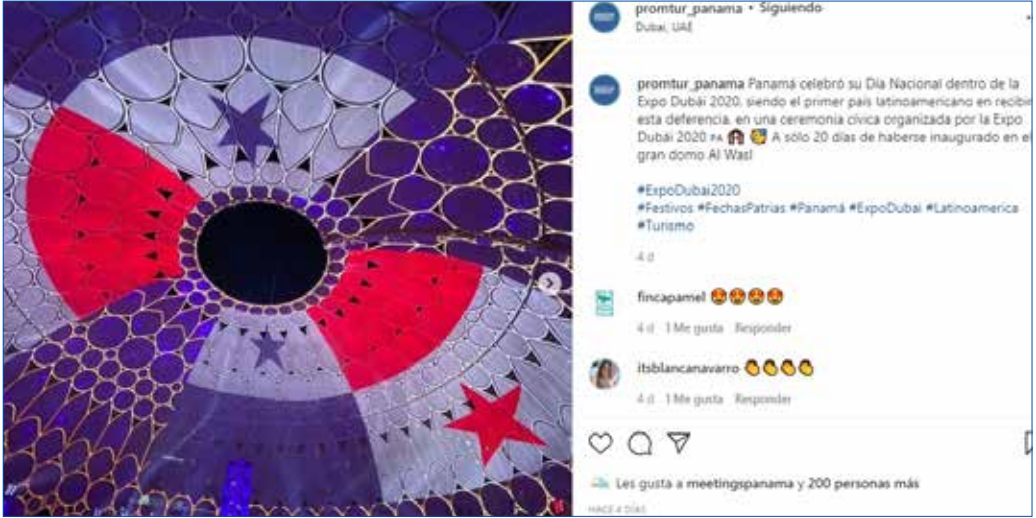 promtur_panama • Siguiendo
Dubai, UAE
promtur_panama Panamá celebró su Día Nacional dentro de la
Expo Dubái 2020, siendo el primer país latinoamericano en recibir
esta deferencia, en una ceremonia cívica organizada por la Expo
Dubái 2020 PA 👧🏻 🥰 A sólo 20 días de haberse inaugurado en el
gran domo Al Wasl
#ExpoDubai2020
#Festivos #FechasPatrias #Panamá #ExpoDubai #Latinoamerica
#Turismo
4 d
fincapamel 😍😍😍😍
4 d 1 Me gusta Responder
itsblancanavarro 👏👏👏👏
4 d 1 Me gusta Responder
Les gusta a meetingspanama y 200 personas más
HACE 4 DÍAS